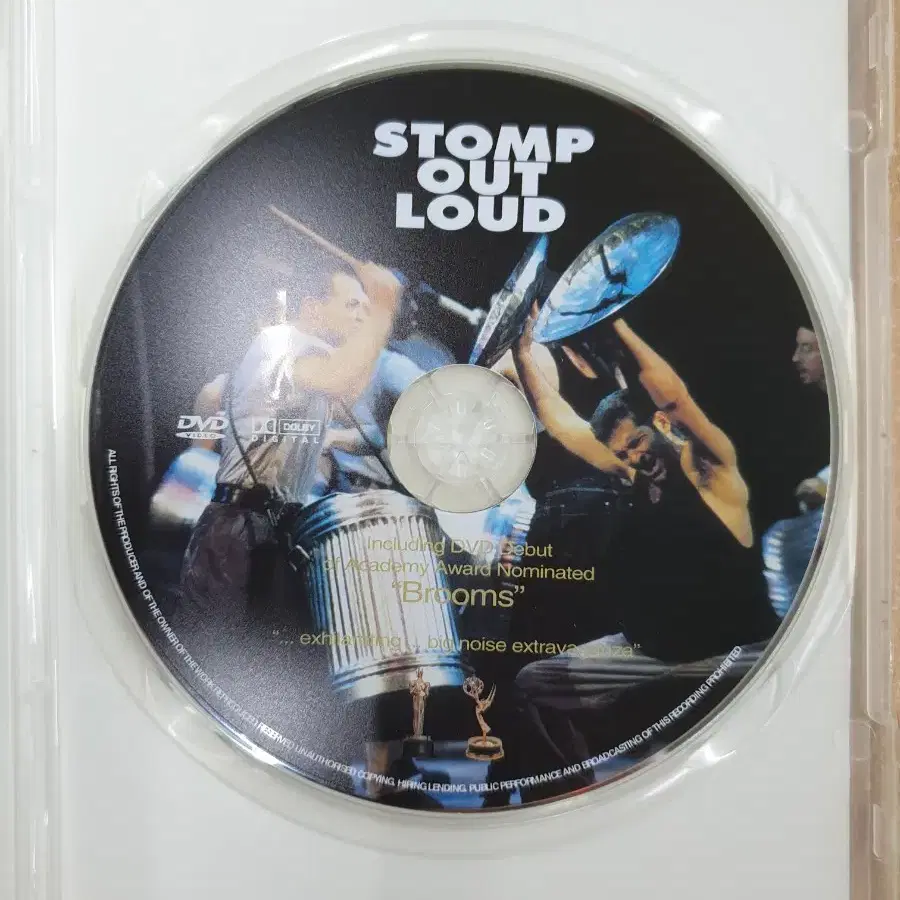 STOMP
OUT
LOUD
DVD
VIDEO
DOLBY
DIGITAL
Including DVD Debut
of Academy Award Nominated
"Brooms"
"... exhilarating ... big noise extravaganza"
ALL RIGHTS OF THE PRODUCER AND OF THE OWNER OF THE WORK REPRODUCED RESERVED UNAUTHORISED COPYING, HIRING LENDING, PUBLIC PERFORMANCE AND BROADCASTING OF THIS RECORDING PROHIBITED